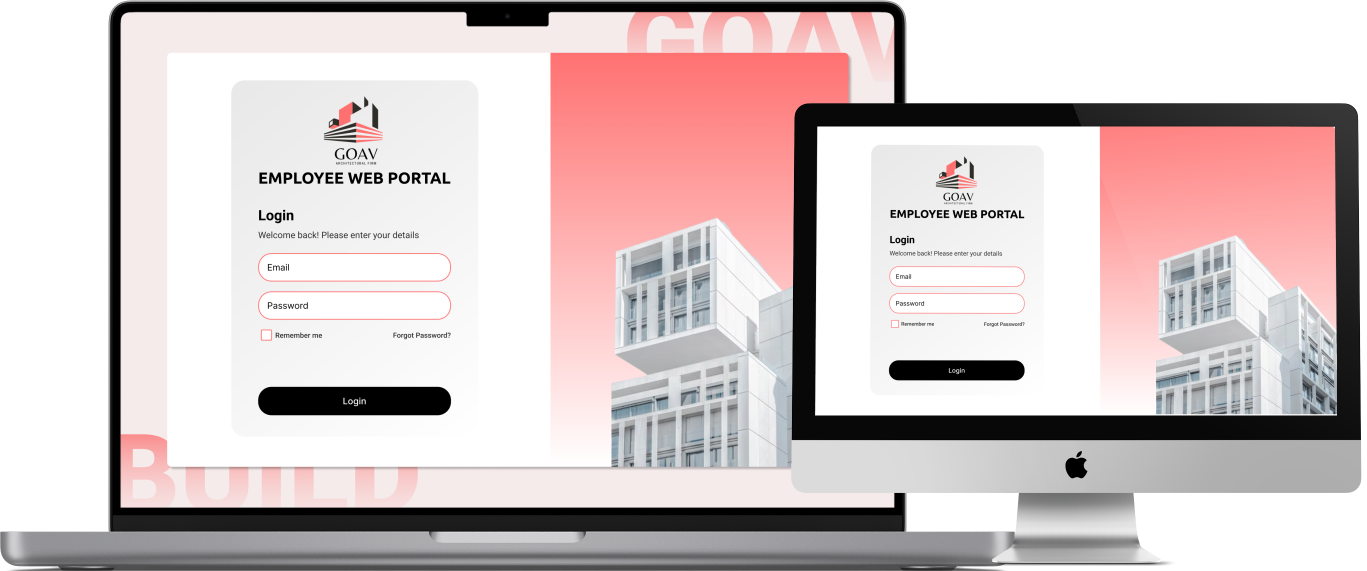 GOAV
GOAV
ARCHITECTURAL FIRM
EMPLOYEE WEB PORTAL
Login
Welcome back! Please enter your details
Email
Password
Remember me
Forgot Password?
Login
BUILD
GOAV
ARCHITECTURAL FIRM
EMPLOYEE WEB PORTAL
Login
Welcome back! Please enter your details
Email
Password
Remember me
Forgot Password?
Login